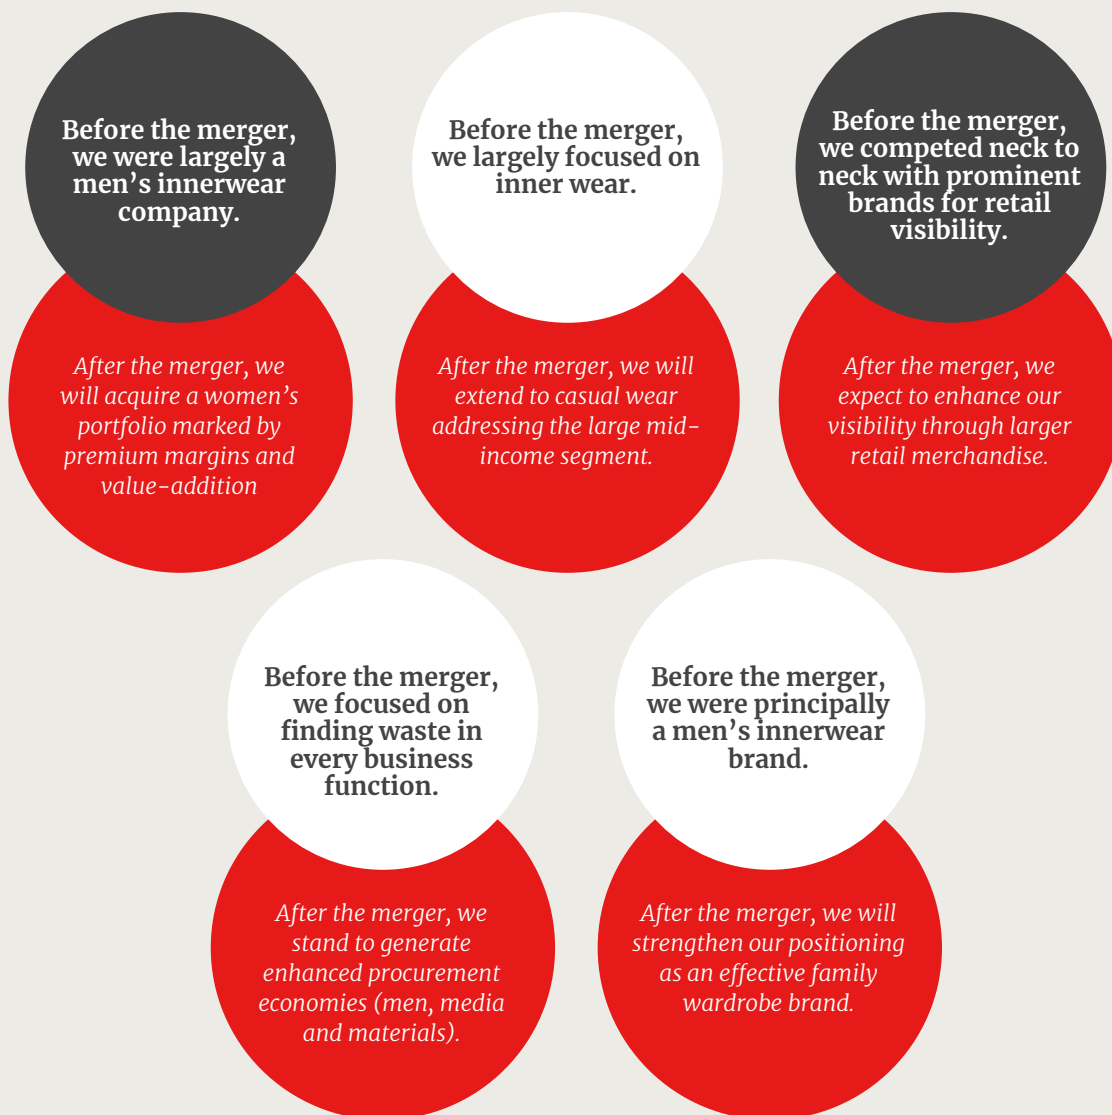 Before the merger,
we were largely a
men’s innerwear
company.
After the merger, we
will acquire a women’s
portfolio marked by
premium margins and
value-addition
Before the merger,
we largely focused on
inner wear.
After the merger, we will
extend to casual wear
addressing the large mid-
income segment.
Before the merger,
we competed neck to
neck with prominent
brands for retail
visibility.
After the merger, we
expect to enhance our
visibility through larger
retail merchandise.
Before the merger,
we focused on
finding waste in
every business
function.
After the merger, we
stand to generate
enhanced procurement
economies (men, media
and materials).
Before the merger,
we were principally
a men’s innerwear
brand.
After the merger, we will
strengthen our positioning
as an effective family
wardrobe brand.